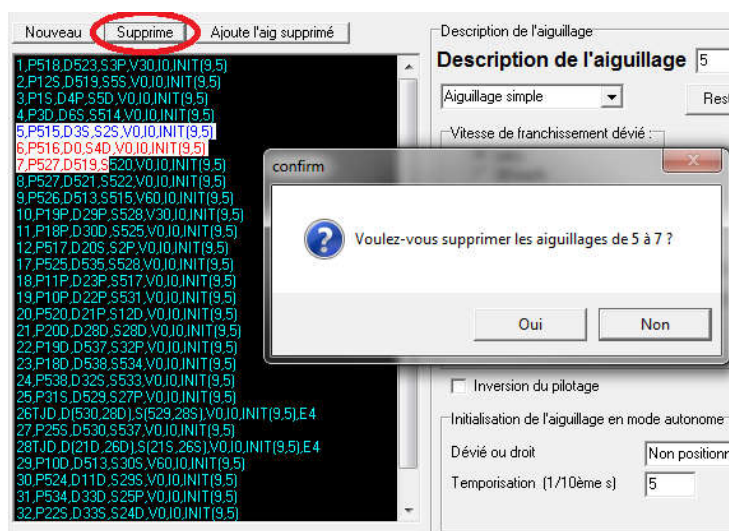 Nouveau Supprime Ajoute l'aig supprimé
1,P518,D523,S3P,V30,I0,INIT(9,5)
2,P12S,D519,S5S,V0,I0,INIT(9,5)
3,P1S,D4P,S5D,V0,I0,INIT(9,5)
4,P3D,D6S,S514,V0,I0,INIT(9,5)
5,P515,D3S,S2S,V0,I0,INIT(9,5)
6,P516,D0,S4D,V0,I0,INIT(9,5)
7,P527,D519,S520,V0,I0,INIT(9,5)
8,P527,D521,S522,V0,I0,INIT(9,5)
9,P526,D513,S515,V60,I0,INIT(9,5)
10,P19P,D29P,S528,V30,I0,INIT(9,5)
11,P18P,D30D,S525,V0,I0,INIT(9,5)
12,P517,D20S,S2P,V0,I0,INIT(9,5)
17,P525,D535,S528,V0,I0,INIT(9,5)
18,P11P,D23P,S517,V0,I0,INIT(9,5)
19,P10P,D22P,S531,V0,I0,INIT(9,5)
20,P520,D21P,S12D,V0,I0,INIT(9,5)
21,P20D,D28D,S28D,V0,I0,INIT(9,5)
22,P19D,D537,S32P,V0,I0,INIT(9,5)
23,P18D,D538,S534,V0,I0,INIT(9,5)
24,P538,D32S,S533,V0,I0,INIT(9,5)
25,P31S,D529,S27P,V0,I0,INIT(9,5)
26TJD,D(530,28D),S(529,28S),V0,I0,INIT(9,5),E4
27,P25S,D530,S537,V0,I0,INIT(9,5)
28TJD,D(21D,26D),S(21S,26S),V0,I0,INIT(9,5),E4
29,P10D,D513,S30S,V60,I0,INIT(9,5)
30,P524,D11D,S29S,V0,I0,INIT(9,5)
31,P534,D33D,S25P,V0,I0,INIT(9,5)
32,P22S,D33S,S24D,V0,I0,INIT(9,5)
Description de l'aiguillage
Description de l'aiguillage 5
Aiguillage simple Rest
Vitesse de franchissement dévié :
confirm
Voulez-vous supprimer les aiguillages de 5 à 7 ?
Oui Non
Inversion du pilotage
Initialisation de l'aiguillage en mode autonome
Dévié ou droit Non positionn
Temporisation (1/10ème s) 5